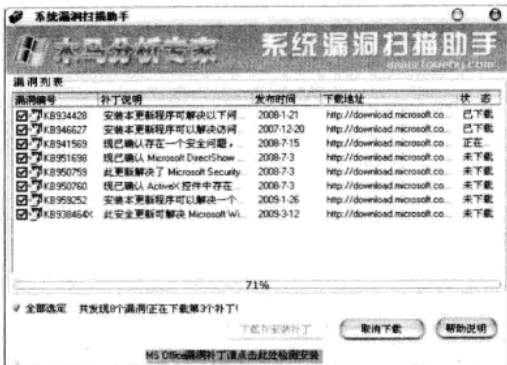 系统漏洞扫描助手
木马分析专家 系统漏洞扫描助手
漏洞列表
漏洞编号 补丁说明 发布时间 下载地址 状 态
KB934428 安装本更新程序可解决以下问... 2008-1-21 http://download.microsoft.co... 已下载
KB946627 安装本更新程序可以解决访问... 2007-12-20 http://download.microsoft.co... 已下载
KB941569 现已确认存在一个安全问题，... 2008-7-15 http://download.microsoft.co... 正在...
KB951698 现已确认 Microsoft DirectShow ... 2008-7-3 http://download.microsoft.co... 未下载
KB950759 此更新解决了 Microsoft Security... 2008-7-3 http://download.microsoft.co... 未下载
KB950760 现已确认 ActiveX 控件中存在... 2008-7-3 http://download.microsoft.co... 未下载
KB959252 安装本更新程序可以解决一个... 2009-1-26 http://download.microsoft.co... 未下载
KB938464X 此安全更新可解决 Microsoft Wi... 2009-3-12 http://download.microsoft.co... 未下载
71%
全部选定 共发现8个漏洞!正在下载第3个补丁!
下载并安装补丁 取消下载 帮助说明
MS Office漏洞补丁请点击此处检测安装